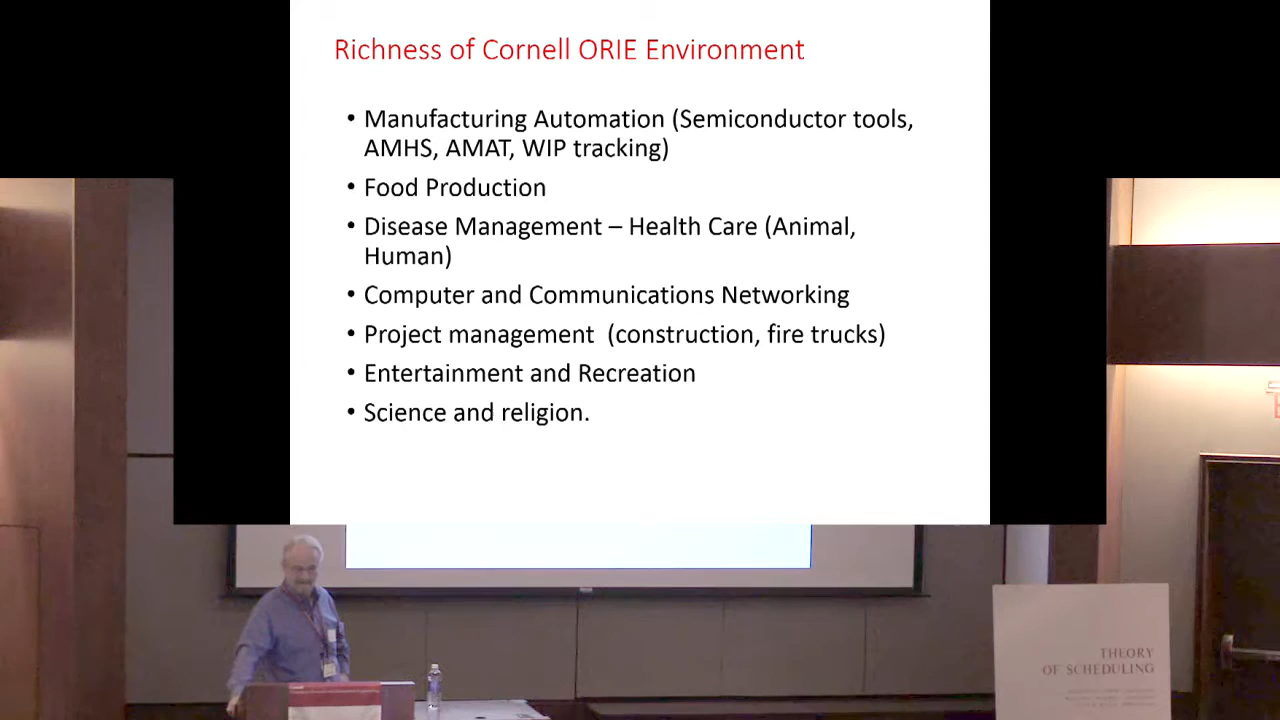 Richness of Cornell ORIE Environment
• Manufacturing Automation (Semiconductor tools,
AMHS, AMAT, WIP tracking)
• Food Production
• Disease Management – Health Care (Animal,
Human)
• Computer and Communications Networking
• Project management (construction, fire trucks)
• Entertainment and Recreation
• Science and religion.
THEORY
OF SCHEDULING